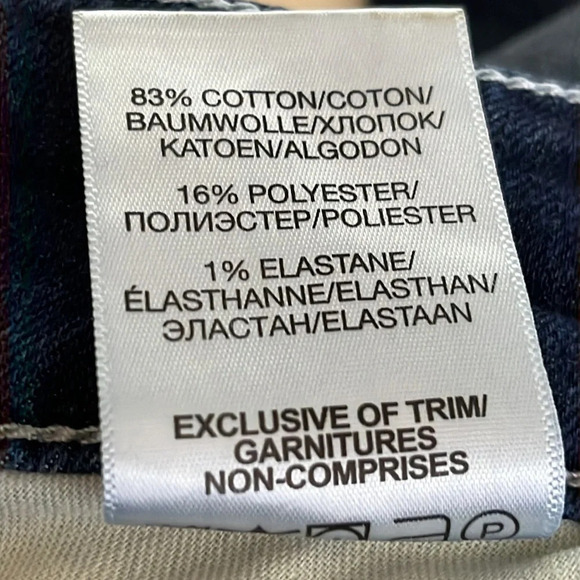 83% COTTON/COTON/
BAUMWOLLE/ХЛОПОК/
KATOEN/ALGODON
16% POLYESTER/
ПОЛИЭСТЕР/POLIESTER
1% ELASTANE/
ÉLASTHANNE/ELASTHAN/
ЭЛАСТАН/ELASTAAN
EXCLUSIVE OF TRIM/
GARNITURES
NON-COMPRISES
P